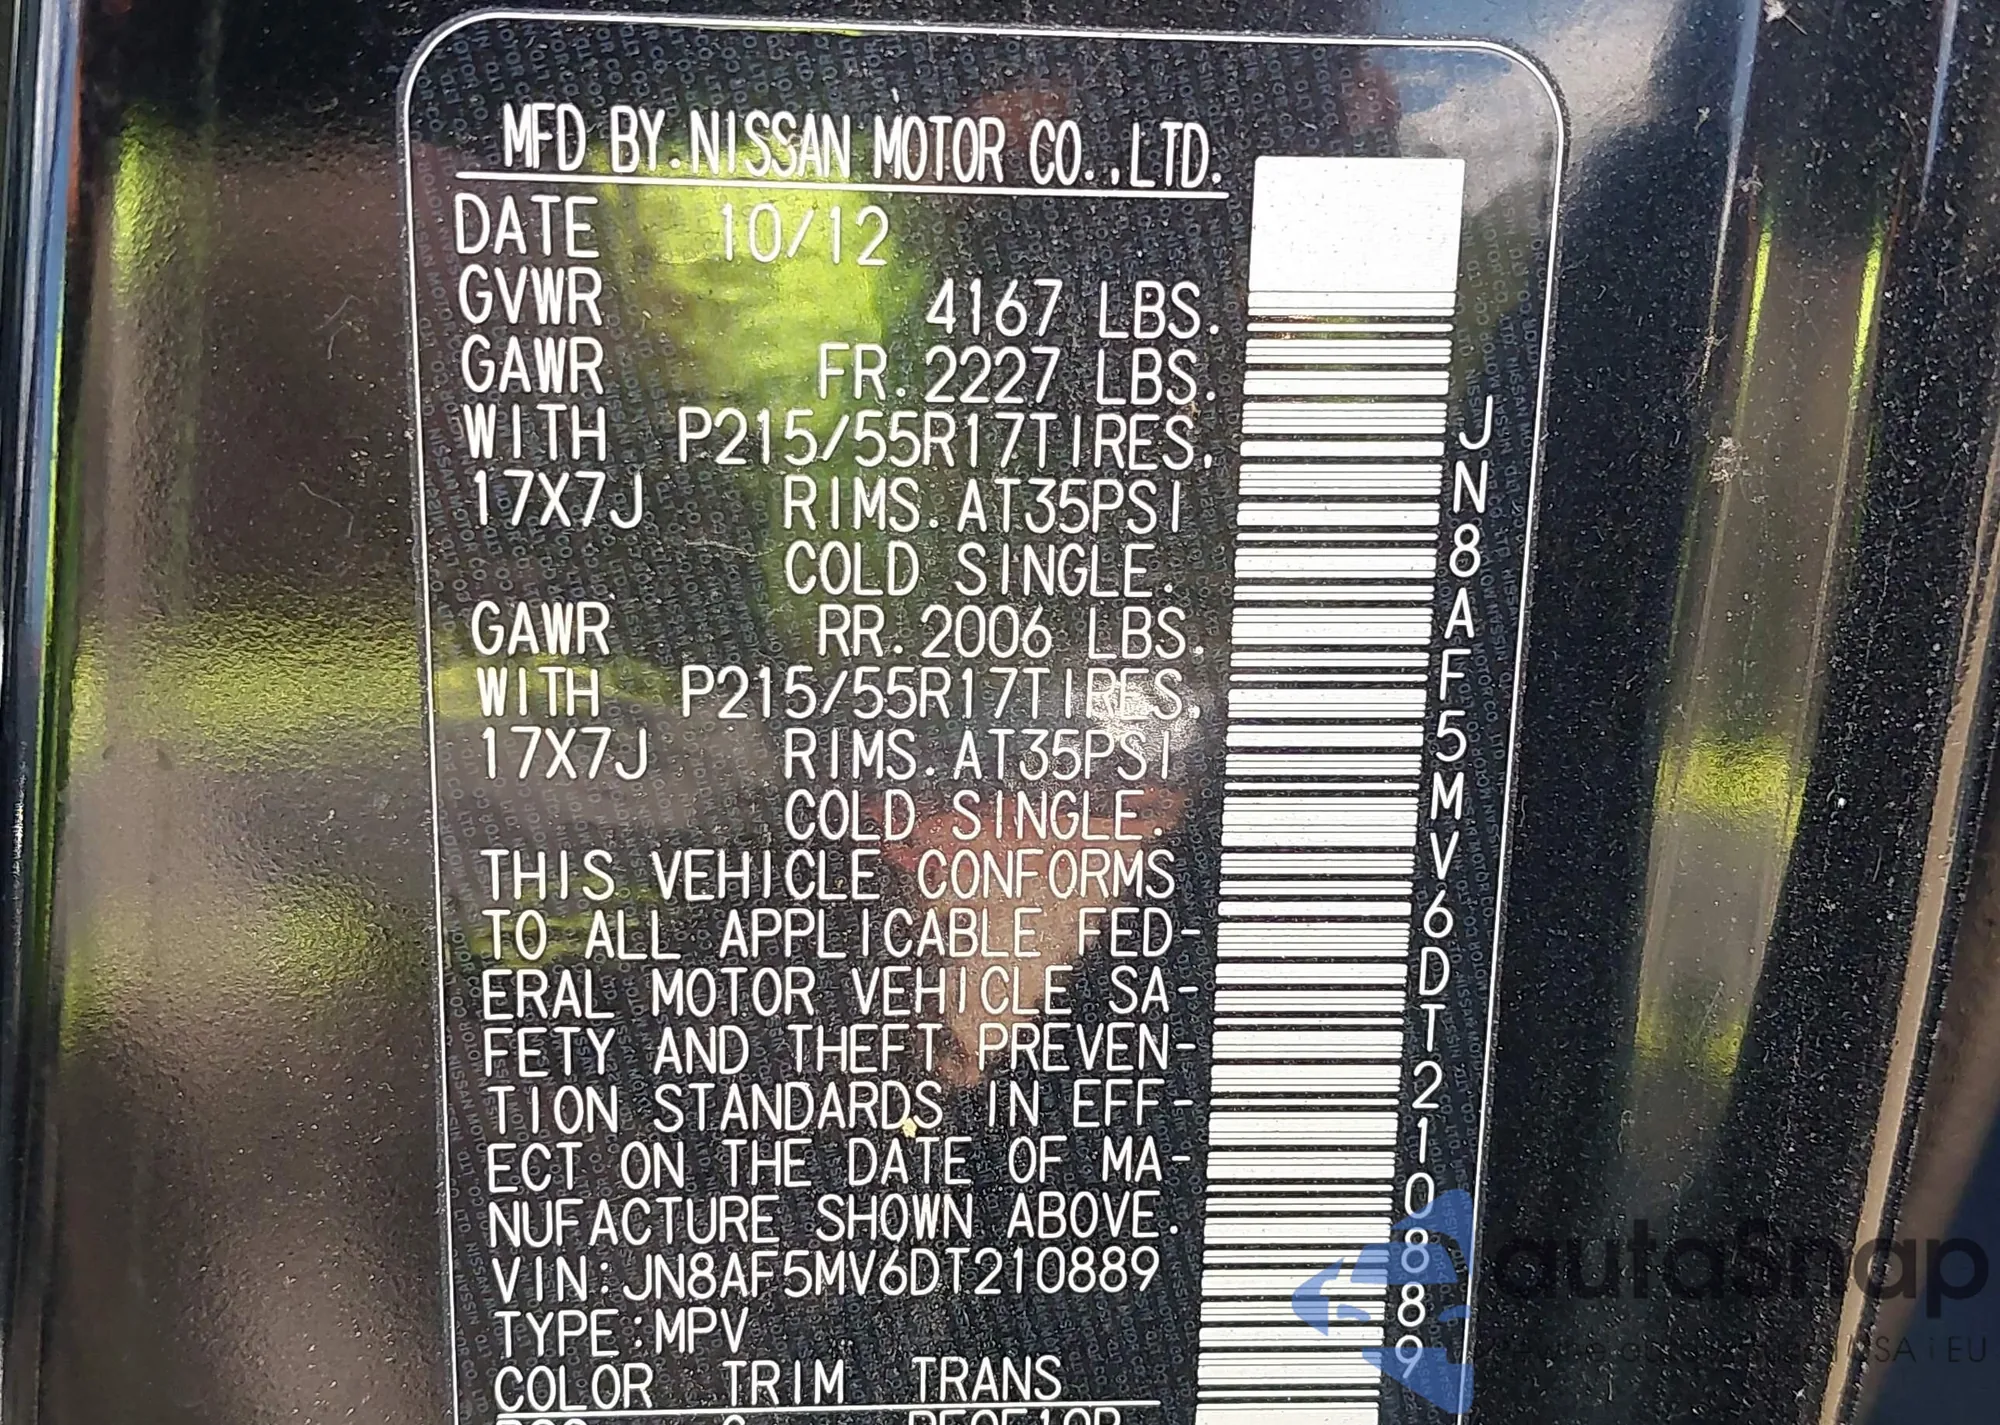 MFD BY.NISSAN MOTOR CO.,LTD.
DATE 10/12
GVWR 4167 LBS.
GAWR FR.2227 LBS.
WITH P215/55R17TIRES,
17X7J RIMS.AT35PSI
COLD SINGLE.
GAWR RR.2006 LBS.
WITH P215/55R17TIRES,
17X7J RIMS.AT35PSI
COLD SINGLE.
THIS VEHICLE CONFORMS
TO ALL APPLICABLE FED-
ERAL MOTOR VEHICLE SA-
FETY AND THEFT PREVEN-
TION STANDARDS IN EFF-
ECT ON THE DATE OF MA-
NUFACTURE SHOWN ABOVE.
VIN:JN8AF5MV6DT210889
TYPE:MPV
COLOR TRIM TRANS
JN8AF5MV6DT210889
autaSnap
USA i EU